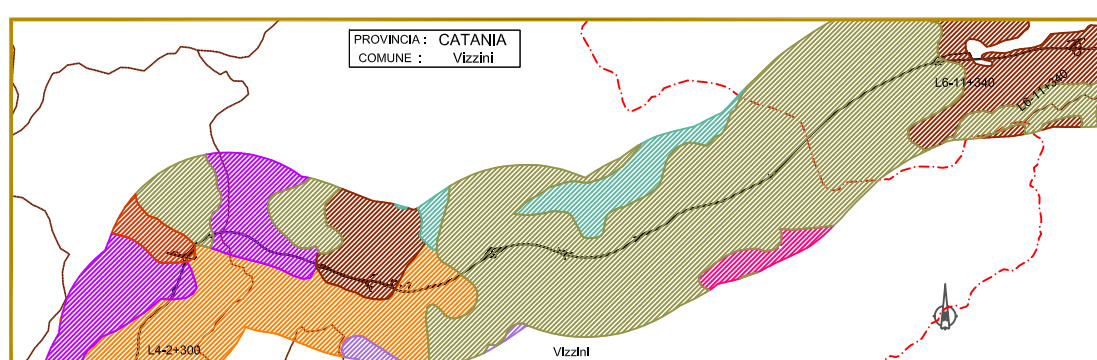 PROVINCIA : CATANIA
COMUNE : Vizzini
L6-11+340
L6-11+340
L4-2+300
Vizzini